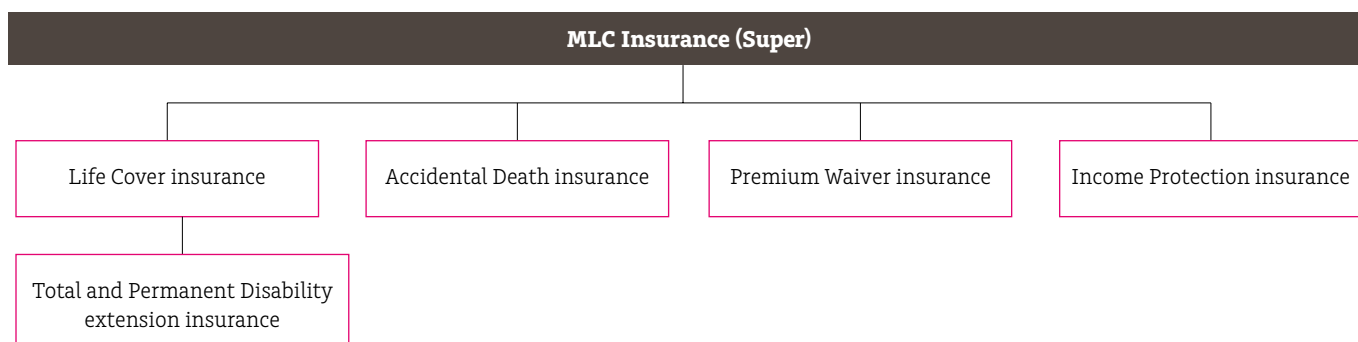 MLC Insurance (Super)
Life Cover insurance
Accidental Death insurance
Premium Waiver insurance
Income Protection insurance
Total and Permanent Disability
extension insurance